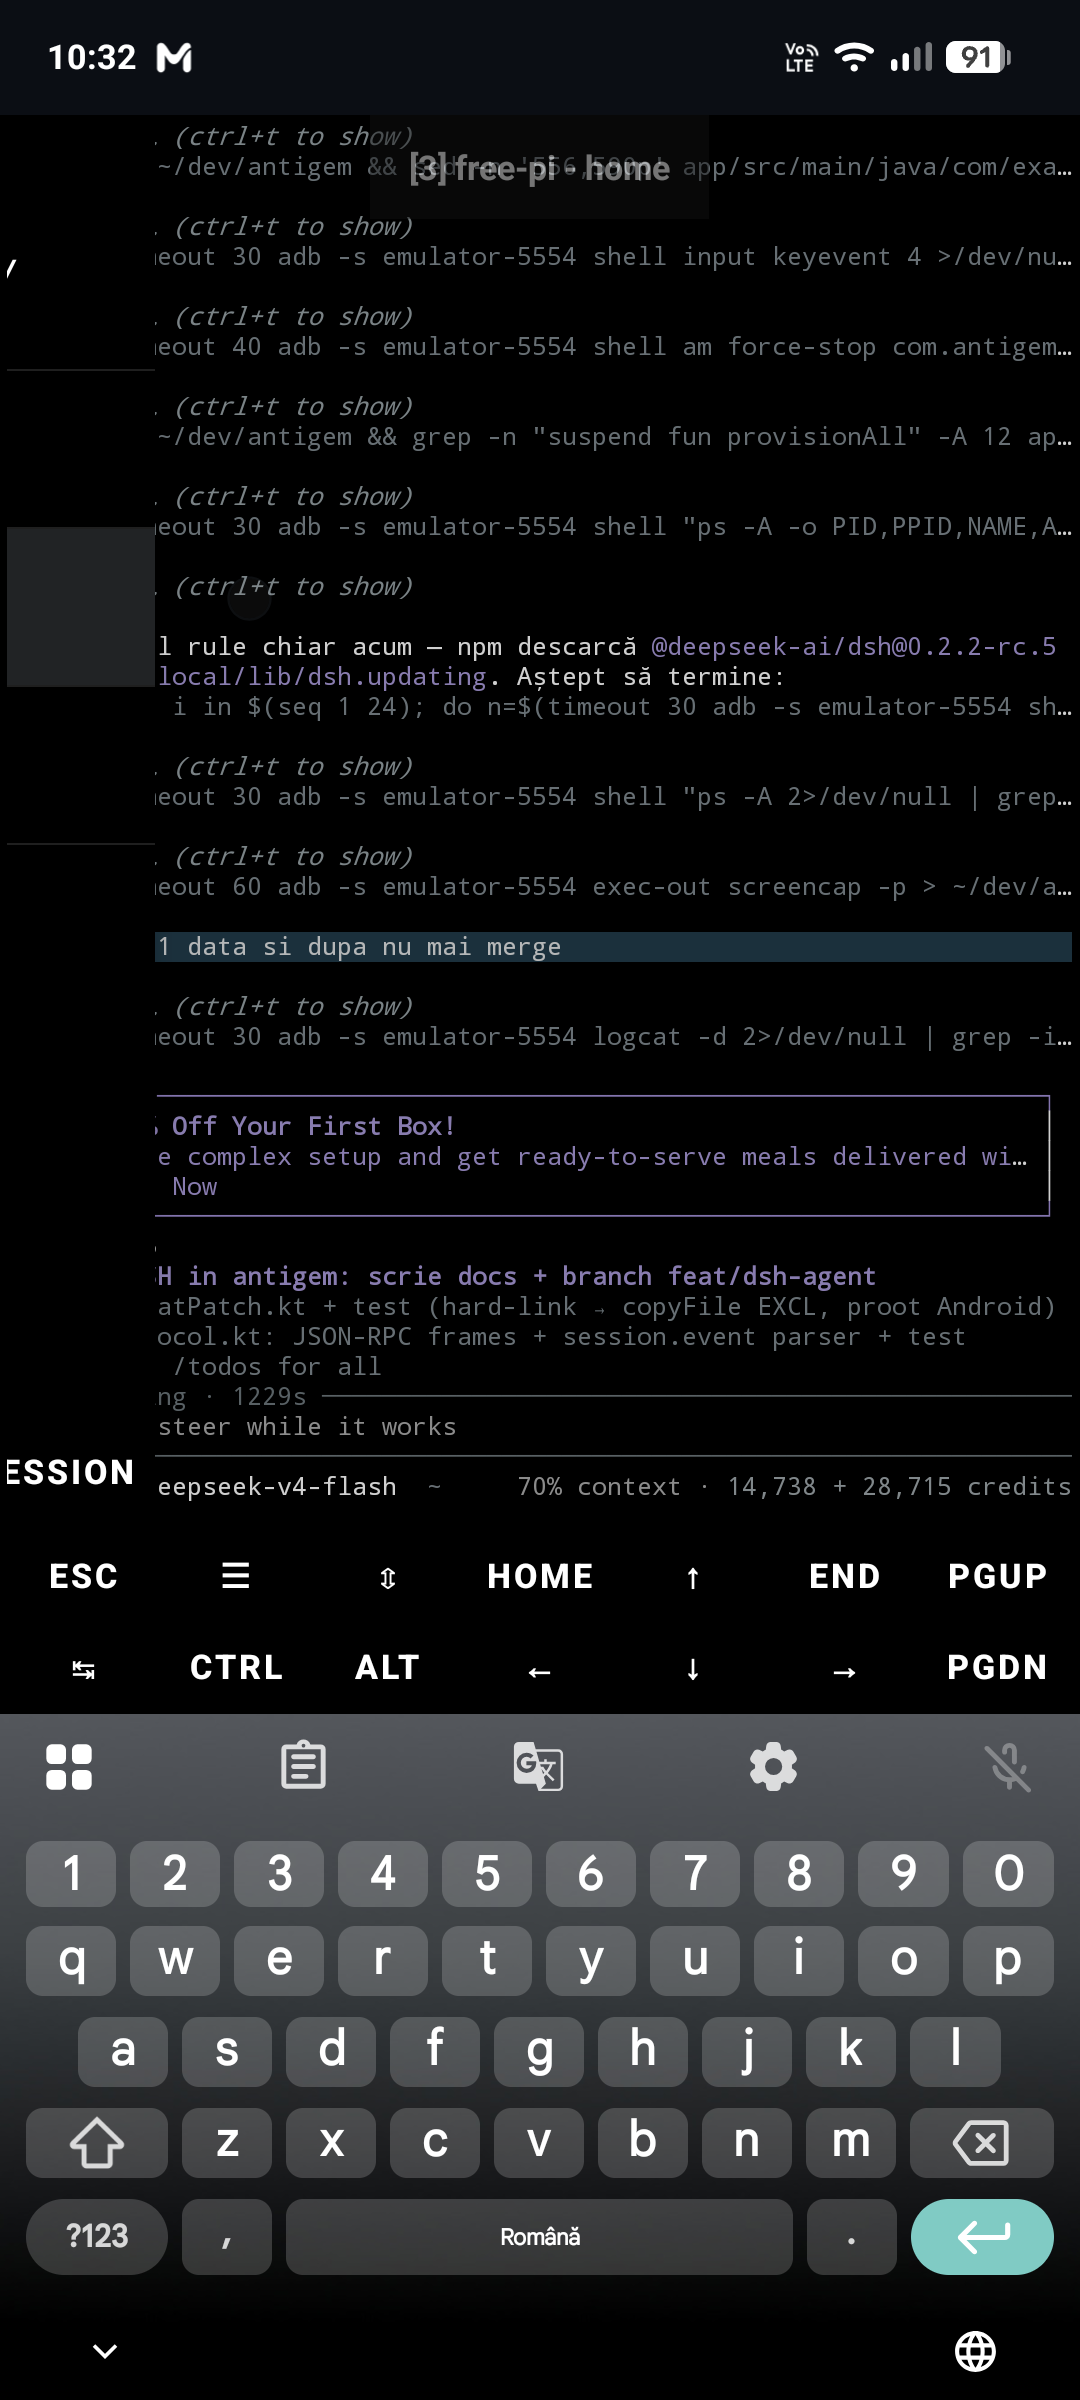 10:32
Vo LTE
91
. (ctrl+t to show)
~/dev/antigem && sed -n '556,590p' app/src/main/java/com/exa…
[3] free-pi - home
. (ctrl+t to show)
eout 30 adb -s emulator-5554 shell input keyevent 4 >/dev/nu…
. (ctrl+t to show)
eout 40 adb -s emulator-5554 shell am force-stop com.antigem…
. (ctrl+t to show)
~/dev/antigem && grep -n "suspend fun provisionAll" -A 12 ap…
. (ctrl+t to show)
eout 30 adb -s emulator-5554 shell "ps -A -o PID,PPID,NAME,A…
. (ctrl+t to show)
l rule chiar acum — npm descarcă @deepseek-ai/dsh@0.2.2-rc.5
local/lib/dsh.updating. Aștept să termine:
i in $(seq 1 24); do n=$(timeout 30 adb -s emulator-5554 sh…
. (ctrl+t to show)
eout 30 adb -s emulator-5554 shell "ps -A 2>/dev/null | grep…
. (ctrl+t to show)
eout 60 adb -s emulator-5554 exec-out screencap -p > ~/dev/a…
1 data si dupa nu mai merge
. (ctrl+t to show)
eout 30 adb -s emulator-5554 logcat -d 2>/dev/null | grep -i…
Off Your First Box!
e complex setup and get ready-to-serve meals delivered wi…
Now
H in antigem: scrie docs + branch feat/dsh-agent
atPatch.kt + test (hard-link → copyFile EXCL, proot Android)
ocol.kt: JSON-RPC frames + session.event parser + test
/todos for all
ng · 1229s
steer while it works
ESSION
eepseek-v4-flash ~ 70% context · 14,738 + 28,715 credits
ESC ☰ ⇳ HOME ↑ END PGUP
↹ CTRL ALT ← ↓ → PGDN
1 2 3 4 5 6 7 8 9 0
q w e r t y u i o p
a s d f g h j k l
z x c v b n m
?123 , Română .